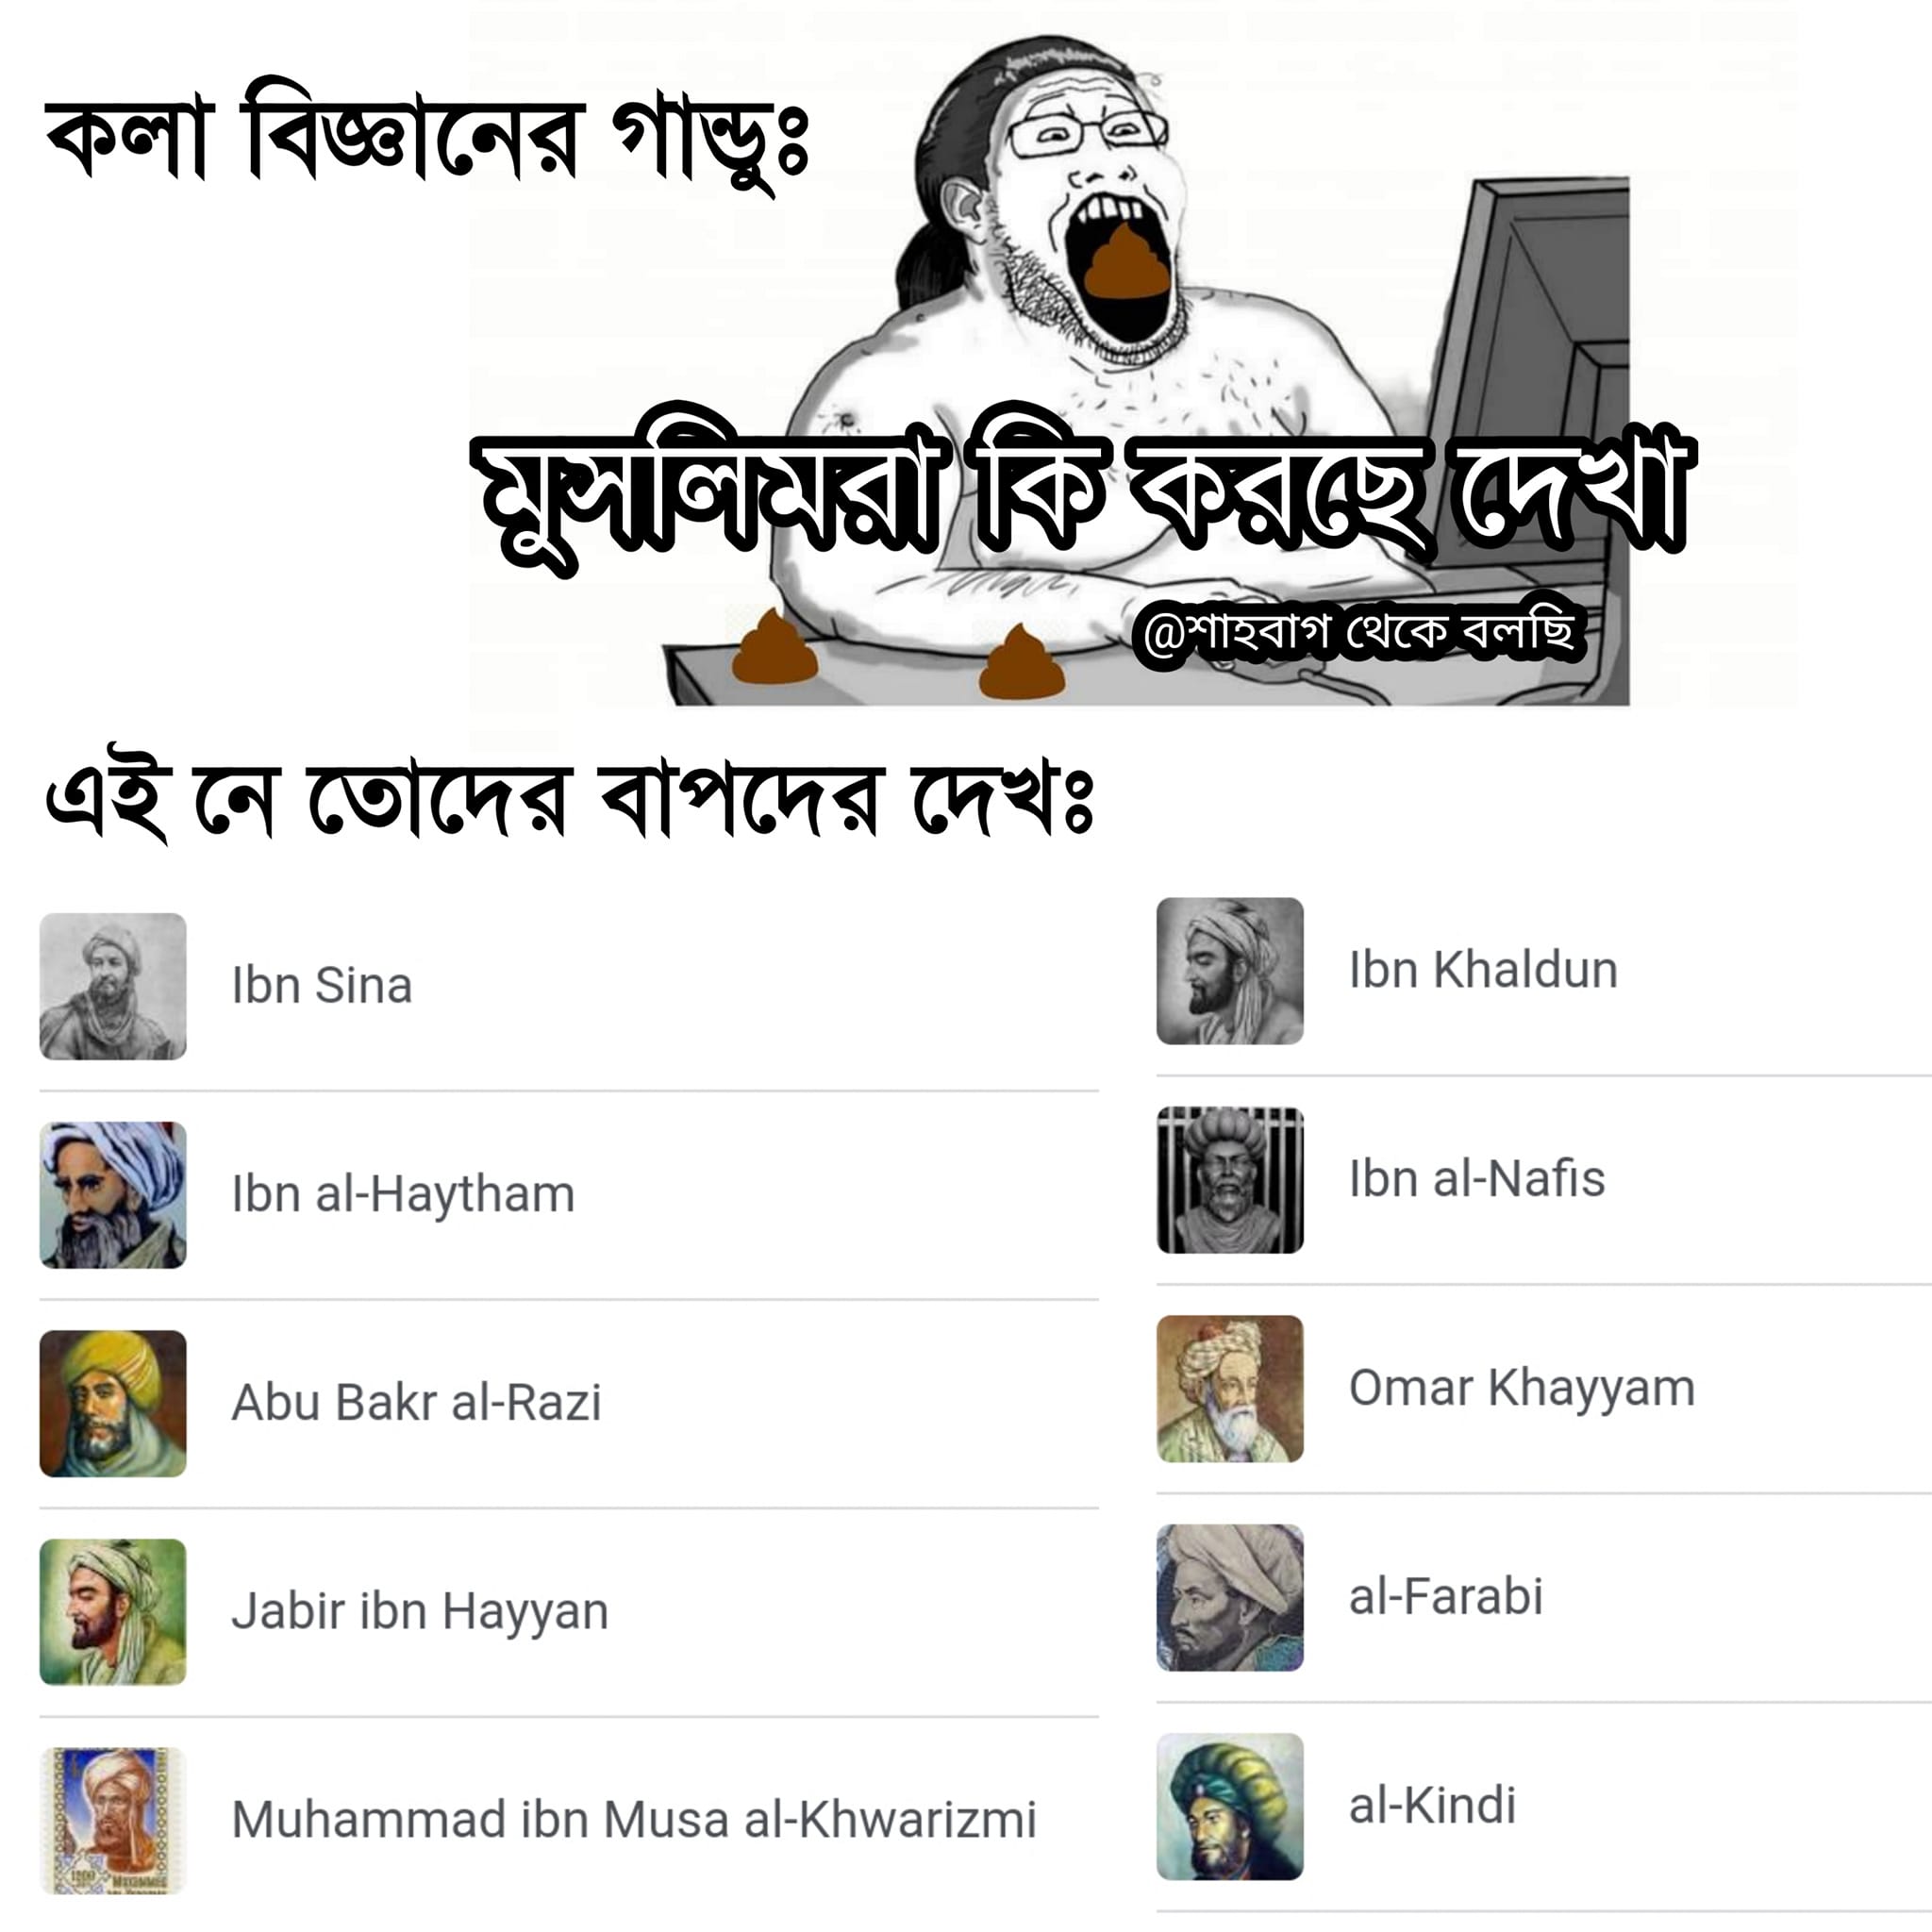 কলা বিজ্ঞানের গান্ডুঃ
মুসলিমরা কি করছে দেখা
@শাহবাগ থেকে বলছি
এই নে তোদের বাপদের দেখঃ
Ibn Sina
Ibn al-Haytham
Abu Bakr al-Razi
Jabir ibn Hayyan
Muhammad ibn Musa al-Khwarizmi
Ibn Khaldun
Ibn al-Nafis
Omar Khayyam
al-Farabi
al-Kindi